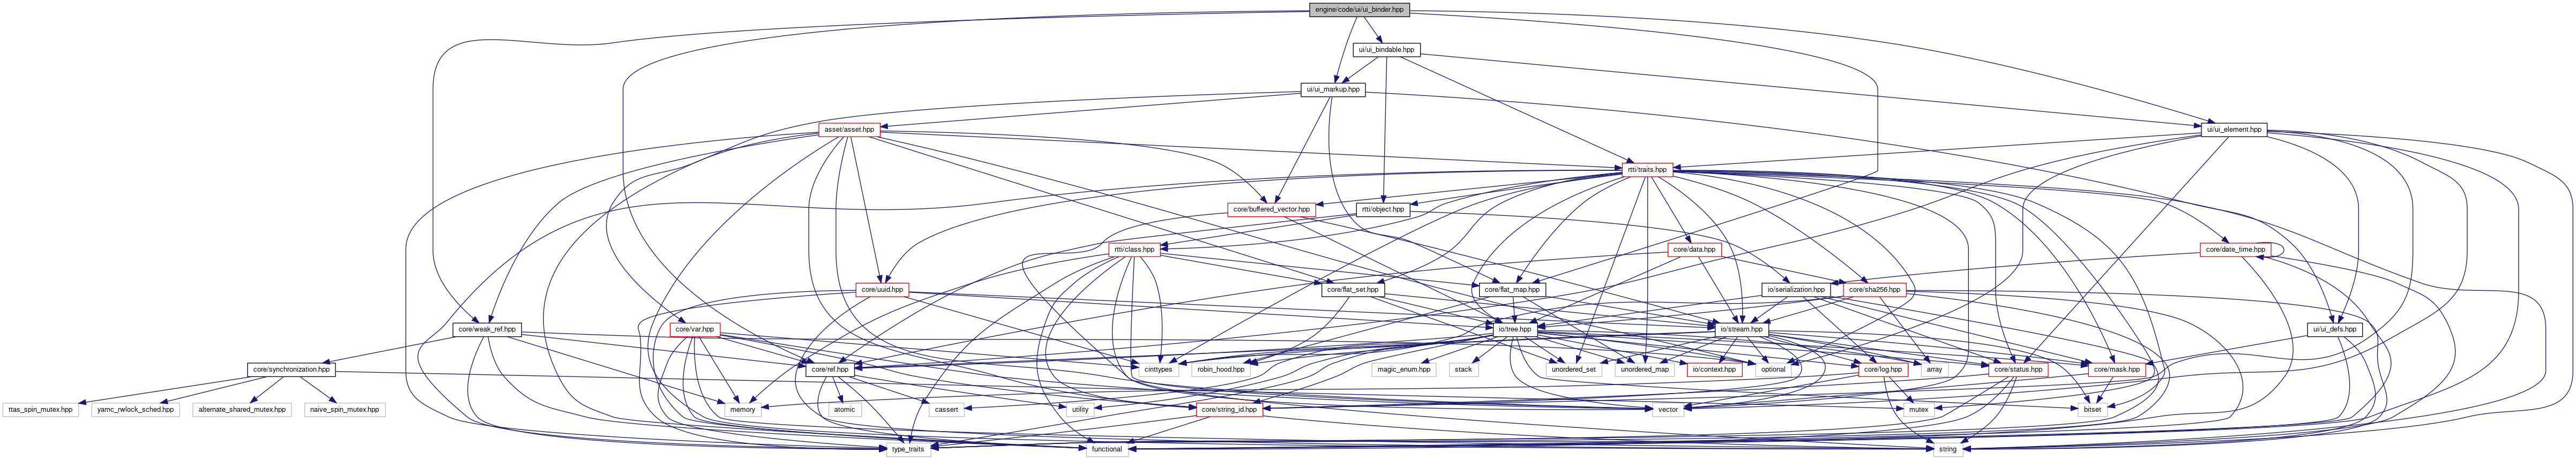 engine/code/ui/ui_binder.hpp
ui/ui_bindable.hpp
ui/ui_markup.hpp
asset/asset.hpp
ui/ui_element.hpp
rtti/traits.hpp
core/buffered_vector.hpp
rtti/object.hpp
rtti/class.hpp
core/data.hpp
core/date_time.hpp
core/uuid.hpp
core/flat_set.hpp
core/flat_map.hpp
io/serialization.hpp
core/sha256.hpp
core/weak_ref.hpp
core/var.hpp
io/tree.hpp
io/stream.hpp
ui/ui_defs.hpp
core/synchronization.hpp
core/ref.hpp
cinttypes
robin_hood.hpp
magic_enum.hpp
stack
unordered_set
unordered_map
io/context.hpp
optional
core/log.hpp
array
core/status.hpp
core/mask.hpp
ttas_spin_mutex.hpp
yamc_rwlock_sched.hpp
alternate_shared_mutex.hpp
naive_spin_mutex.hpp
memory
atomic
cassert
utility
core/string_id.hpp
vector
mutex
bitset
type_traits
functional
string